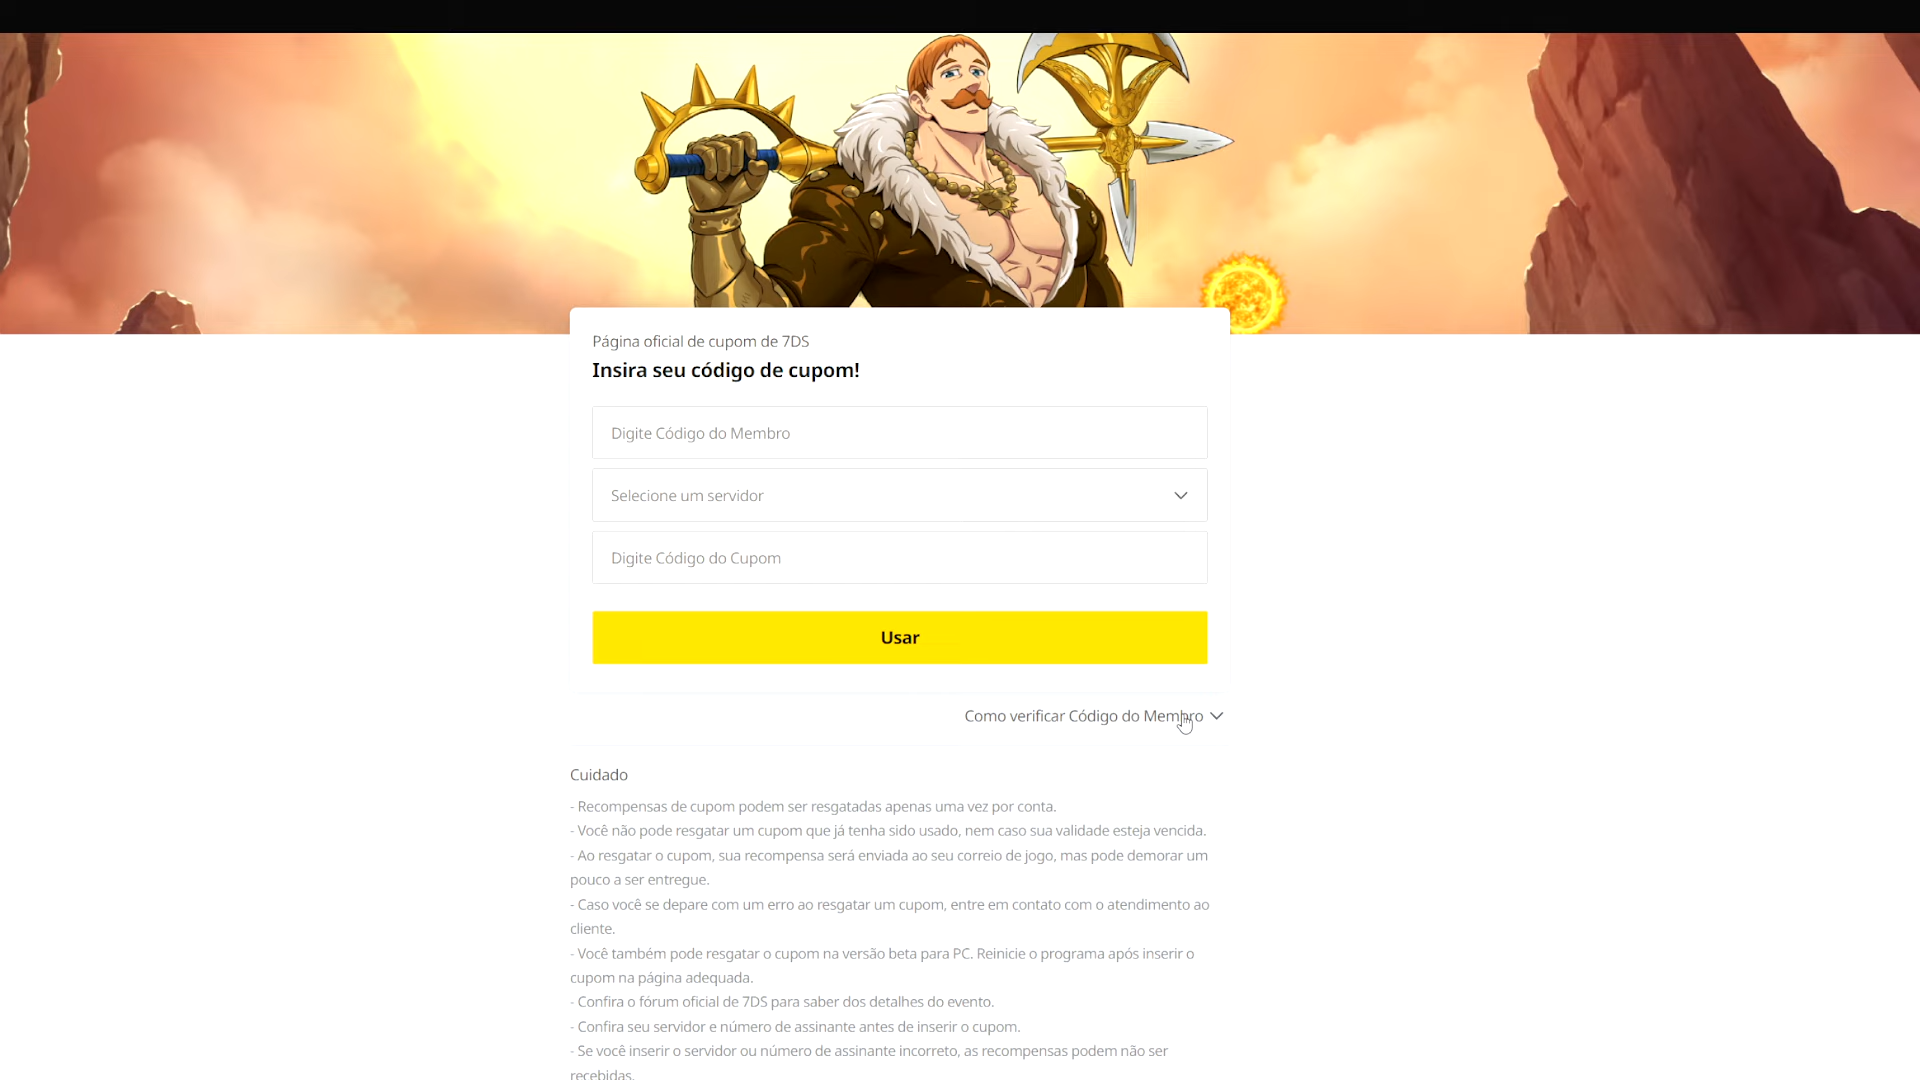 Página oficial de cupom de 7DS
Insira seu código de cupom!
Digite Código do Membro
Selecione um servidor
Digite Código do Cupom
Usar
Como verificar Código do Membro
Cuidado
- Recompensas de cupom podem ser resgatadas apenas uma vez por conta.
- Você não pode resgatar um cupom que já tenha sido usado, nem caso sua validade esteja vencida.
- Ao resgatar o cupom, sua recompensa será enviada ao seu correio de jogo, mas pode demorar um
pouco a ser entregue.
- Caso você se depare com um erro ao resgatar um cupom, entre em contato com o atendimento ao
cliente.
- Você também pode resgatar o cupom na versão beta para PC. Reinicie o programa após inserir o
cupom na página adequada.
- Confira o fórum oficial de 7DS para saber dos detalhes do evento.
- Confira seu servidor e número de assinante antes de inserir o cupom.
- Se você inserir o servidor ou número de assinante incorreto, as recompensas podem não ser
recebidas.